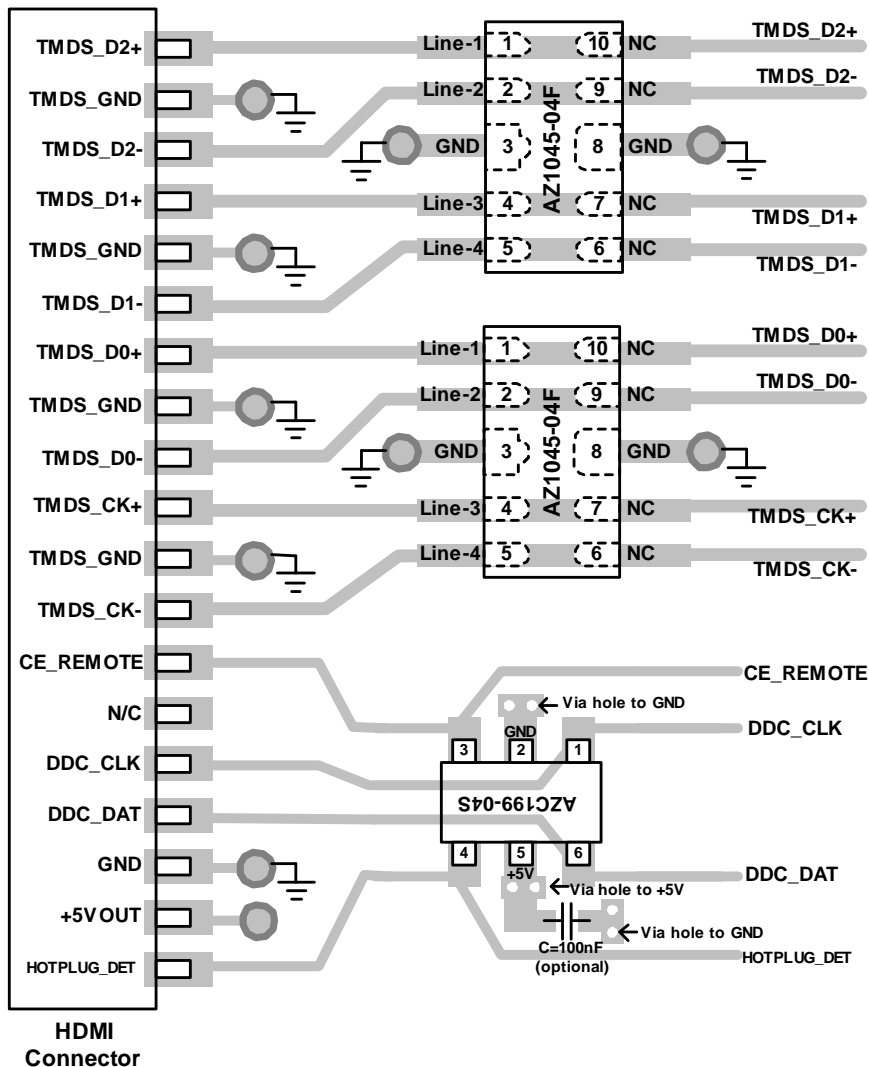 TMDS_D2+
TMDS_GND
TMDS_D2-
TMDS_D1+
TMDS_GND
TMDS_D1-
TMDS_D0+
TMDS_GND
TMDS_D0-
TMDS_CK+
TMDS_GND
TMDS_CK-
CE_REMOTE
N/C
DDC_CLK
DDC_DAT
GND
+5VOUT
HOTPLUG_DET
HDMI
Connector
Line-1 1 10 NC
Line-2 2 9 NC
GND 3 8 GND
Line-3 4 7 NC
Line-4 5 6 NC
AZ1045-04F
TMDS_D2+
TMDS_D2-
TMDS_D1+
TMDS_D1-
Line-1 1 10 NC
Line-2 2 9 NC
GND 3 8 GND
Line-3 4 7 NC
Line-4 5 6 NC
AZ1045-04F
TMDS_D0+
TMDS_D0-
TMDS_CK+
TMDS_CK-
CE_REMOTE
Via hole to GND
DDC_CLK
GND
3 2 1
AZC199-04S
4 5 6
+5V
DDC_DAT
Via hole to +5V
Via hole to GND
C=100nF
(optional)
HOTPLUG_DET